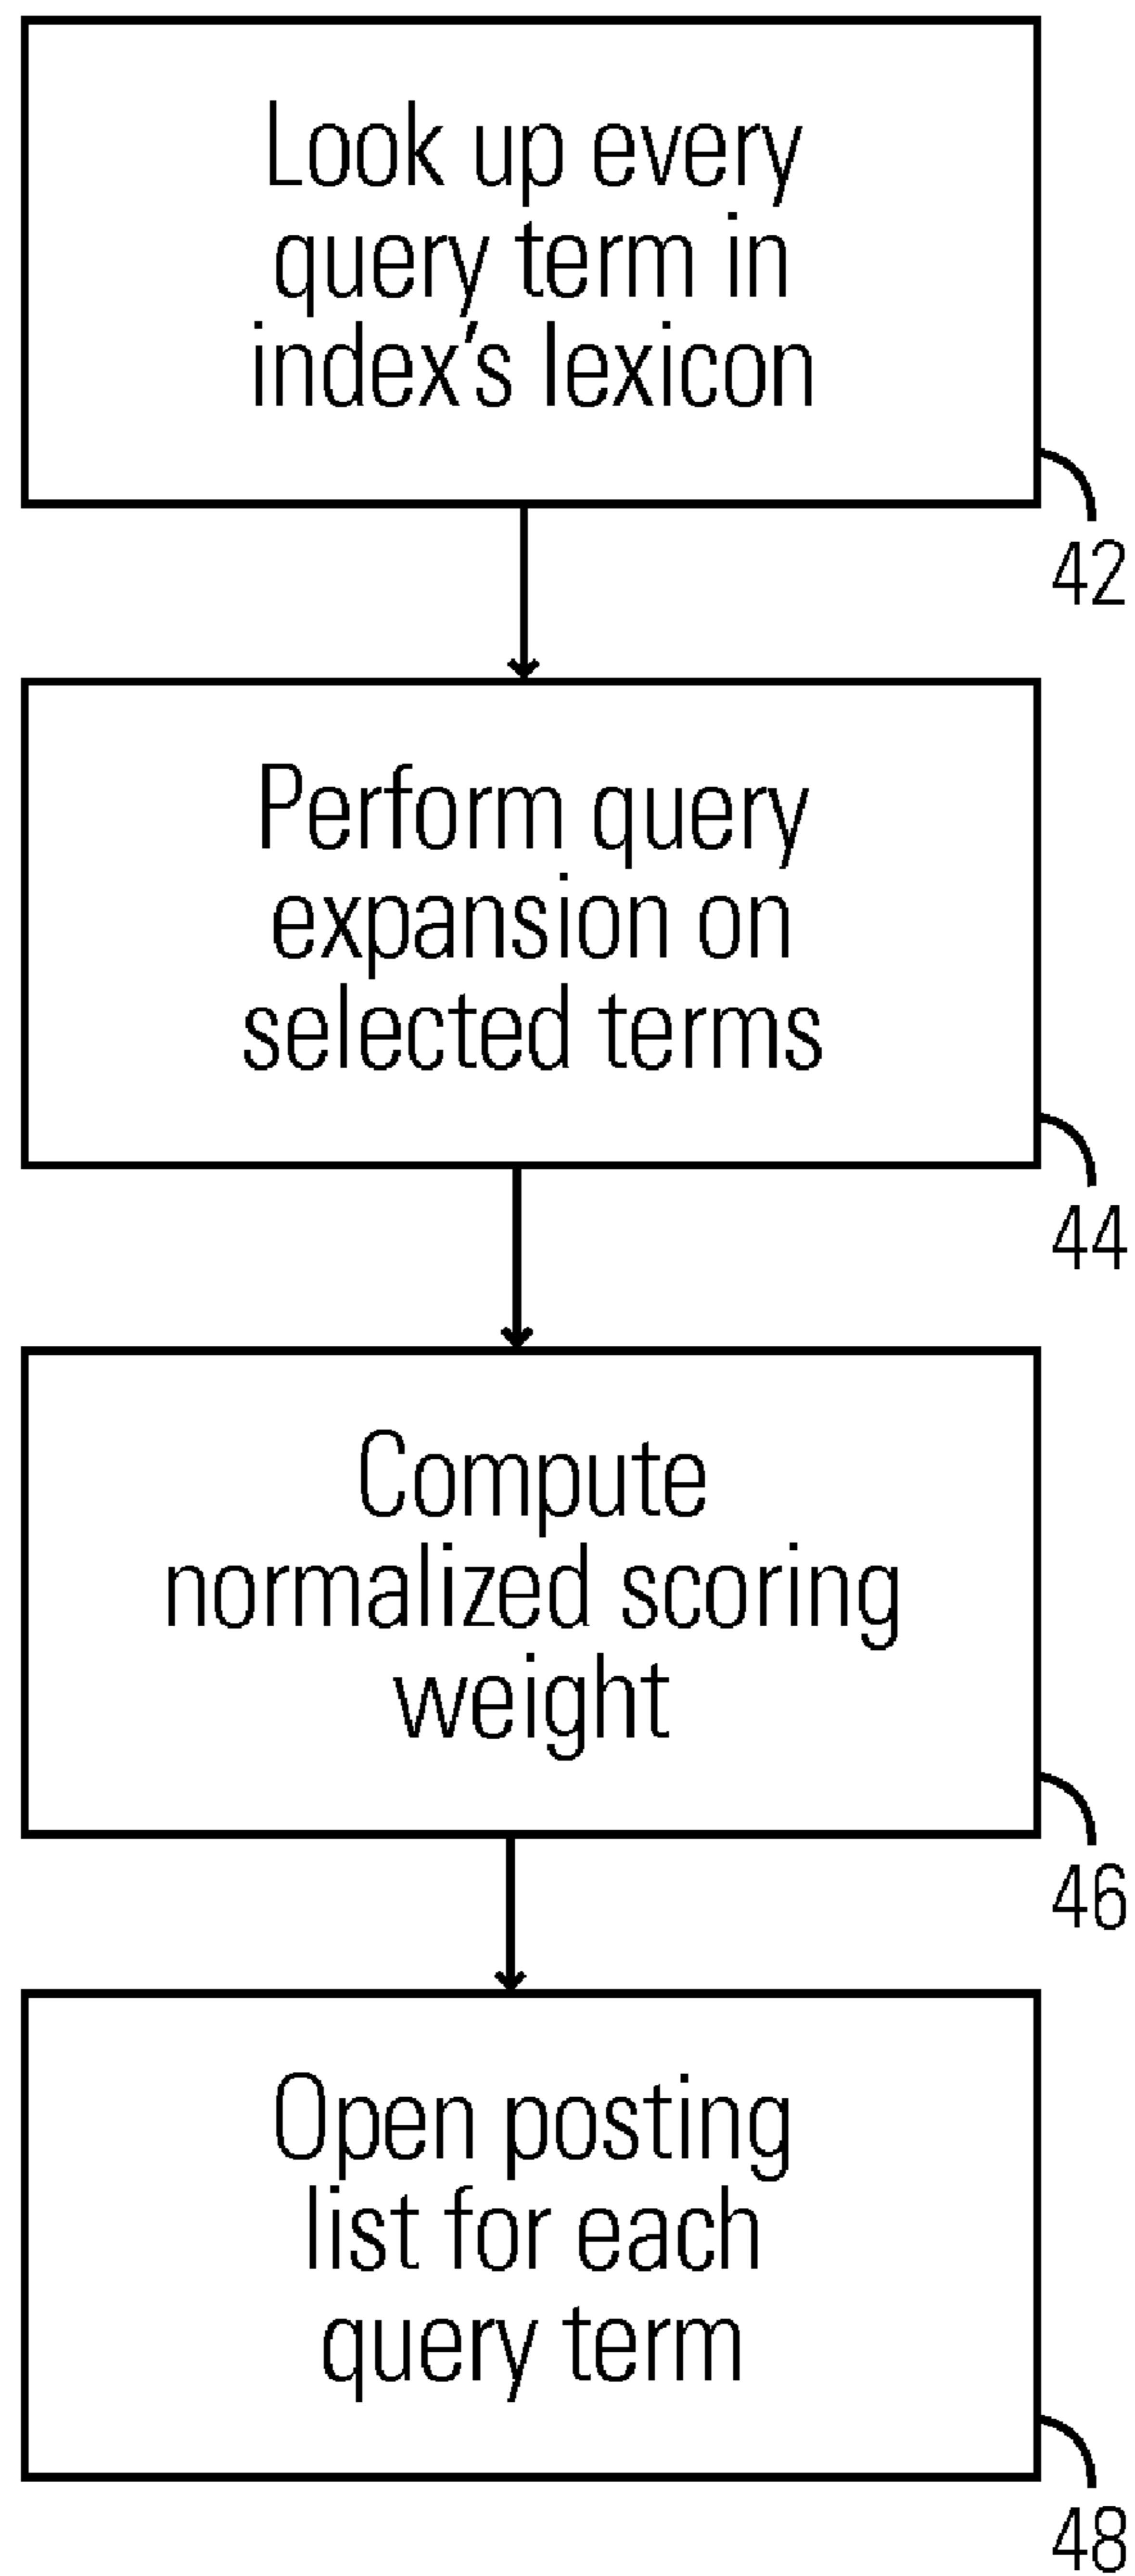 Look up every
query term in
index’s lexicon
42
Perform query
expansion on
selected terms
44
Compute
normalized scoring
weight
46
Open posting
list for each
query term
48